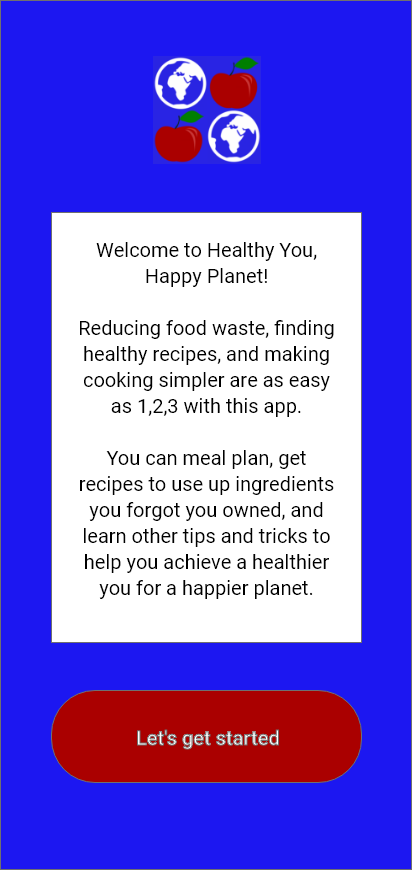 Welcome to Healthy You,
Happy Planet!
Reducing food waste, finding
healthy recipes, and making
cooking simpler are as easy
as 1,2,3 with this app.
You can meal plan, get
recipes to use up ingredients
you forgot you owned, and
learn other tips and tricks to
help you achieve a healthier
you for a happier planet.
Let's get started